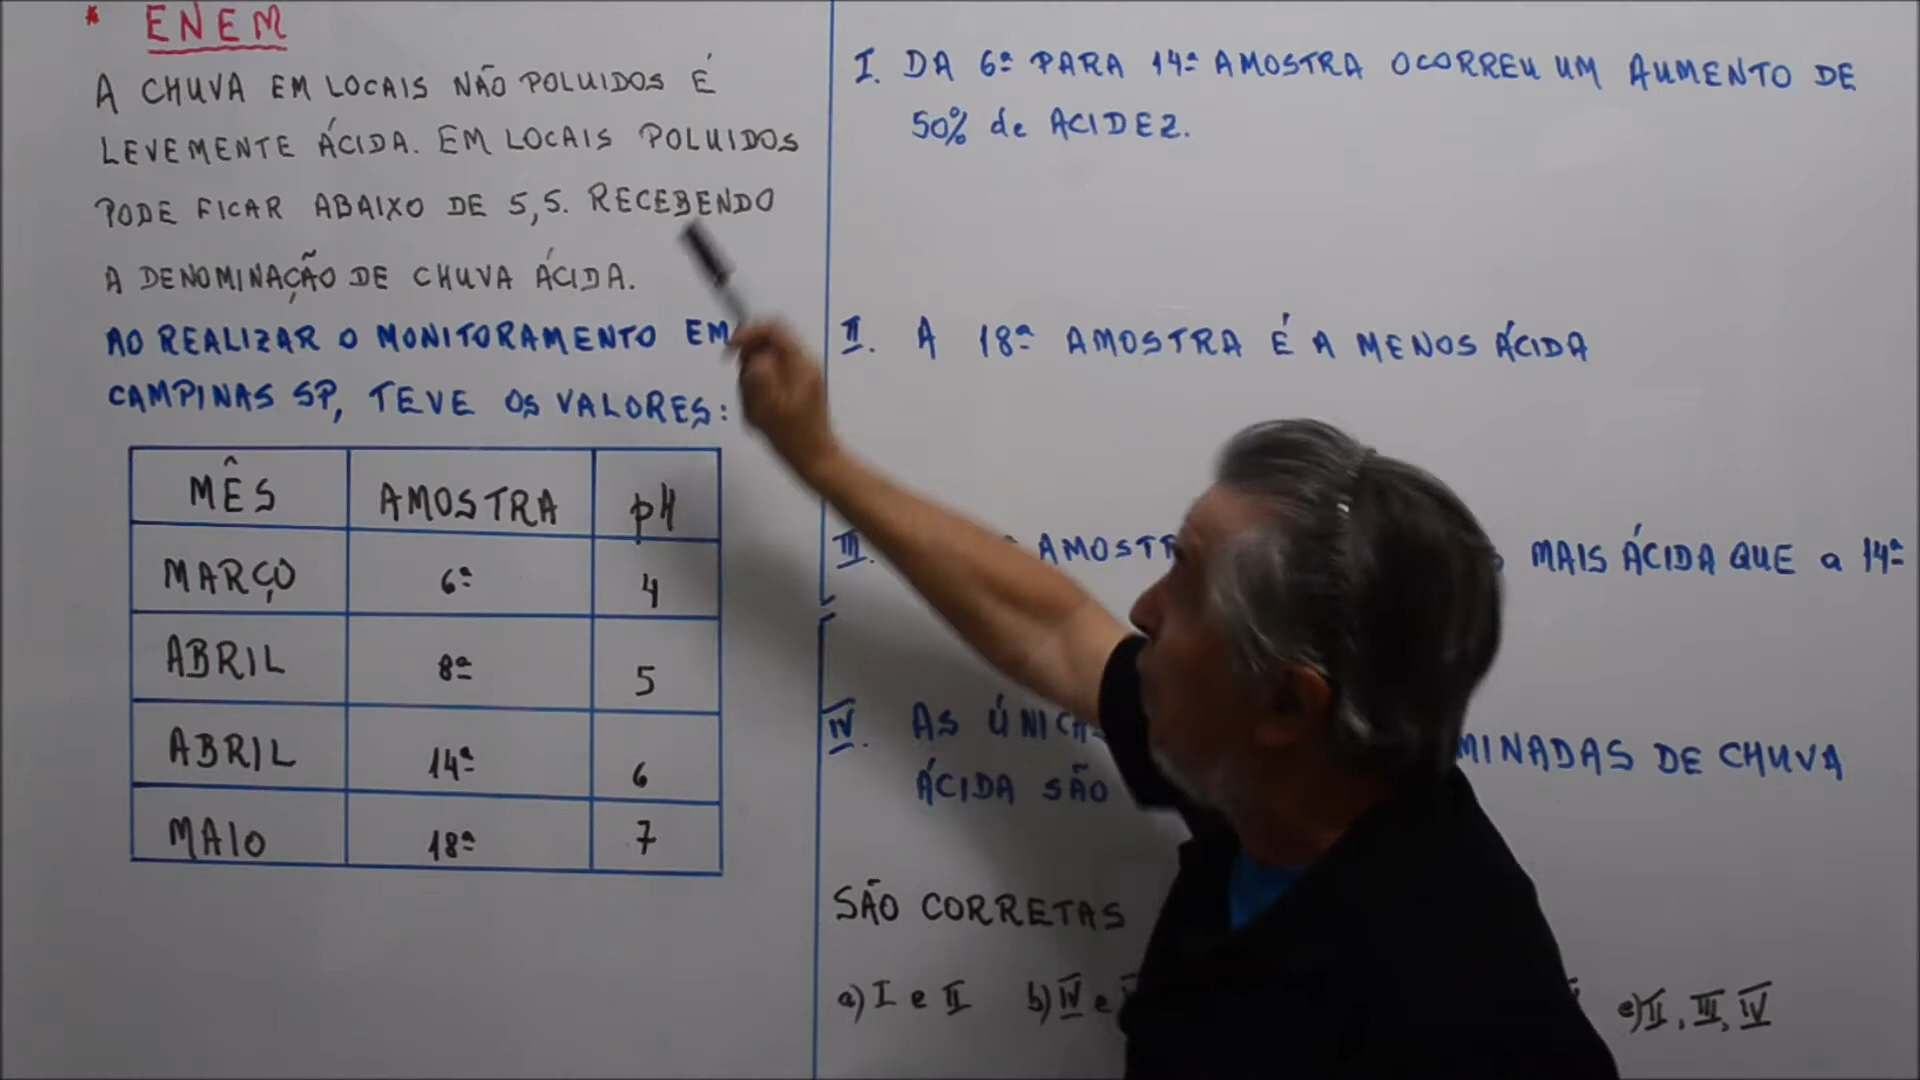 * ENEM
A CHUVA EM LOCAIS NÃO POLUIDOS É
LEVEMENTE ÁCIDA. EM LOCAIS POLUIDOS
PODE FICAR ABAIXO DE 5,5. RECEBENDO
A DENOMINAÇÃO DE CHUVA ÁCIDA.
AO REALIZAR O MONITORAMENTO EM
CAMPINAS SP, TEVE OS VALORES:
MÊS AMOSTRA pH
MARÇO 6ª 4
ABRIL 8ª 5
ABRIL 14ª 6
MAIO 18ª 7
I. DA 6ª PARA 14ª AMOSTRA OCORREU UM AUMENTO DE
50% de ACIDEZ.
II. A 18ª AMOSTRA É A MENOS ÁCIDA
III. MAIS ÁCIDA QUE a 14ª
IV. AS DE CHUVA
ÁCIDA SÃO
SÃO CORRETAS
a) I e II b) IV e e) II, III, IV